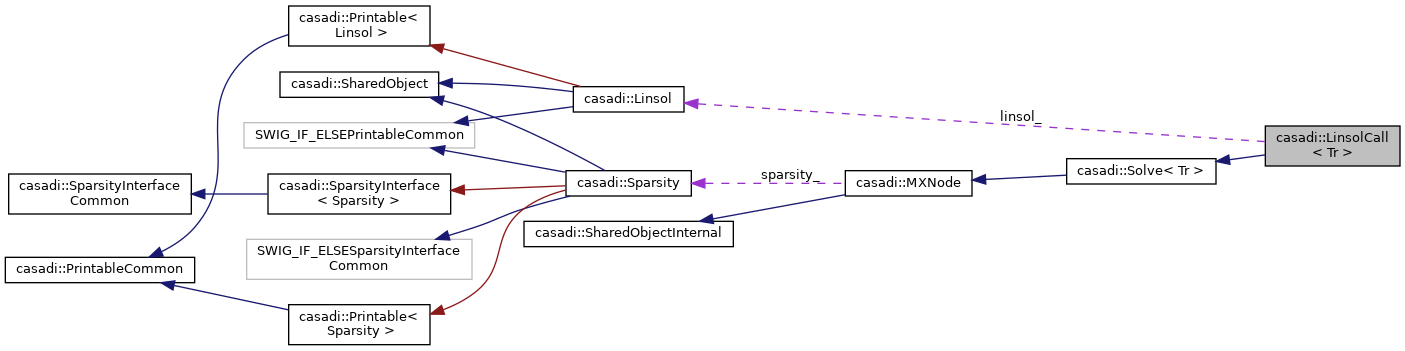 casadi::Printable<
Linsol >
casadi::SharedObject
casadi::Linsol
linsol_
SWIG_IF_ELSEPrintableCommon
casadi::LinsolCall
< Tr >
casadi::Solve< Tr >
casadi::SparsityInterface
Common
casadi::SparsityInterface
< Sparsity >
casadi::Sparsity
sparsity_
casadi::MXNode
casadi::SharedObjectInternal
SWIG_IF_ELSESparsityInterface
Common
casadi::PrintableCommon
casadi::Printable<
Sparsity >